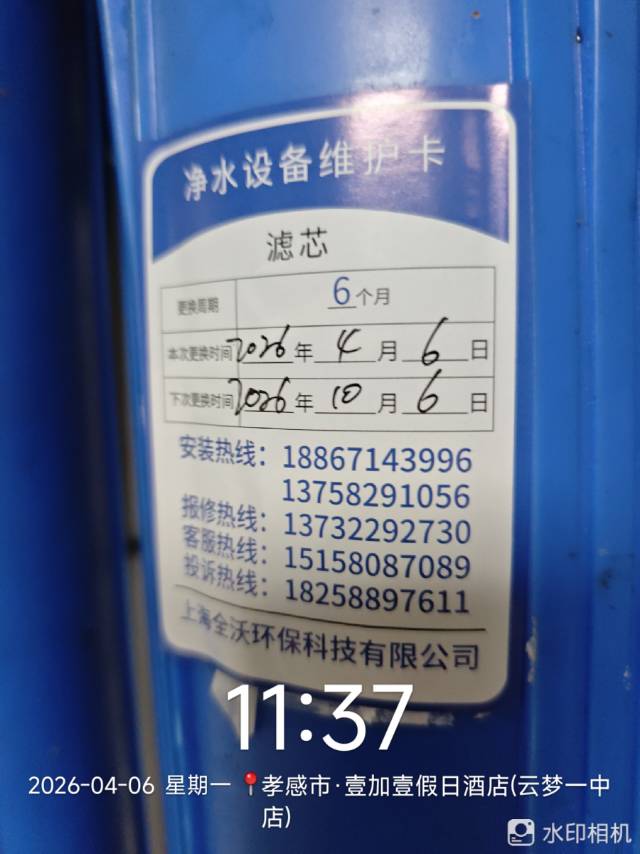 净水设备维护卡
滤芯
更换周期 6个月
本次更换时间 2026年 4 月 6 日
下次更换时间 2026年 10 月 6 日
安装热线：18867143996
13758291056
报修热线：13732292730
客服热线：15158087089
投诉热线：18258897611
上海全沃环保科技有限公司
11:37
2026-04-06 星期一 📍孝感市·壹加壹假日酒店(云梦一中
店)
水印相机